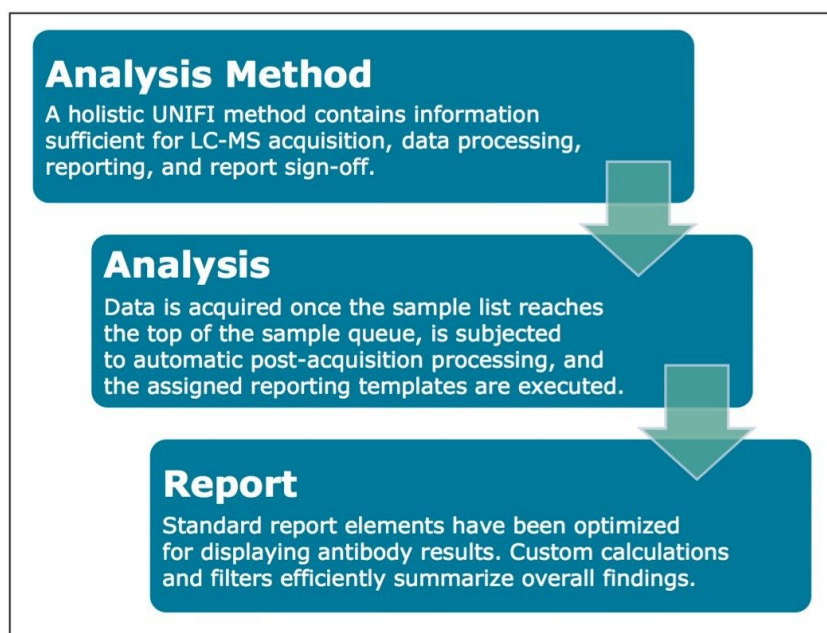 Analysis Method
A holistic UNIFI method contains information
sufficient for LC-MS acquisition, data processing,
reporting, and report sign-off.
Analysis
Data is acquired once the sample list reaches
the top of the sample queue, is subjected
to automatic post-acquisition processing, and
the assigned reporting templates are executed.
Report
Standard report elements have been optimized
for displaying antibody results. Custom calculations
and filters efficiently summarize overall findings.